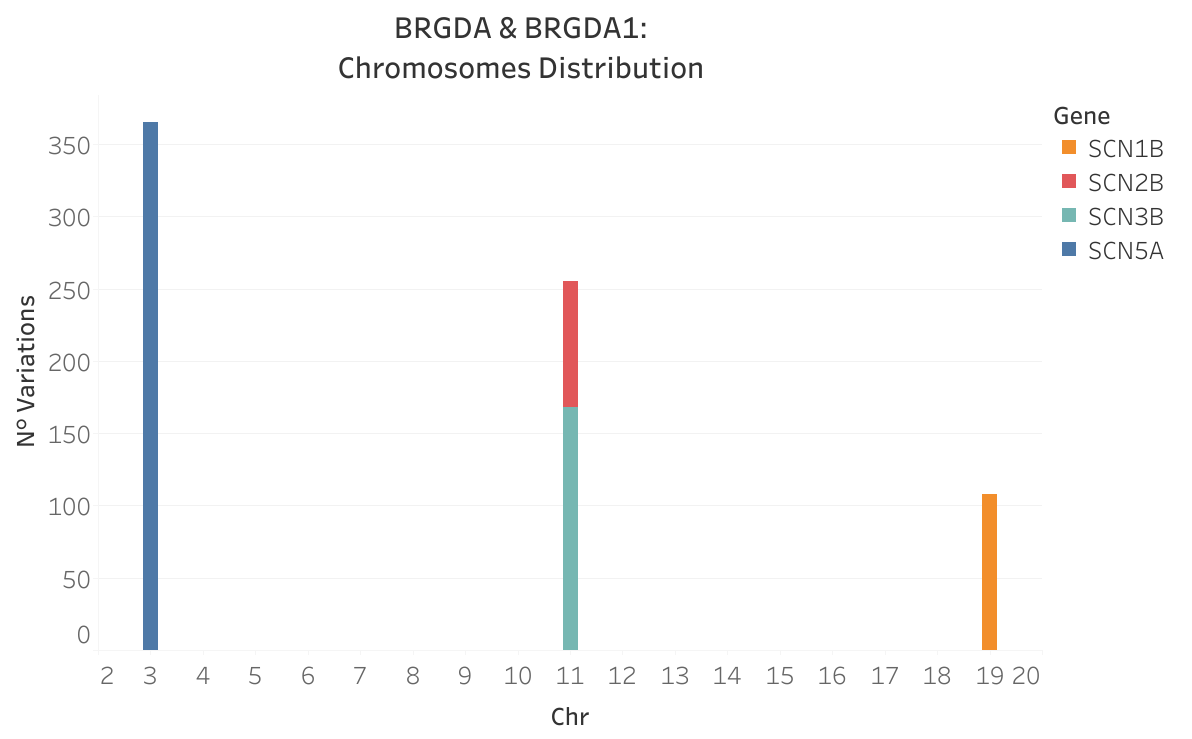 BRGDA & BRGDA1:
Chromosomes Distribution
Gene
SCN1B
SCN2B
SCN3B
SCN5A
N° Variations
350
300
250
200
150
100
50
0
2 3 4 5 6 7 8 9 10 11 12 13 14 15 16 17 18 19 20
Chr